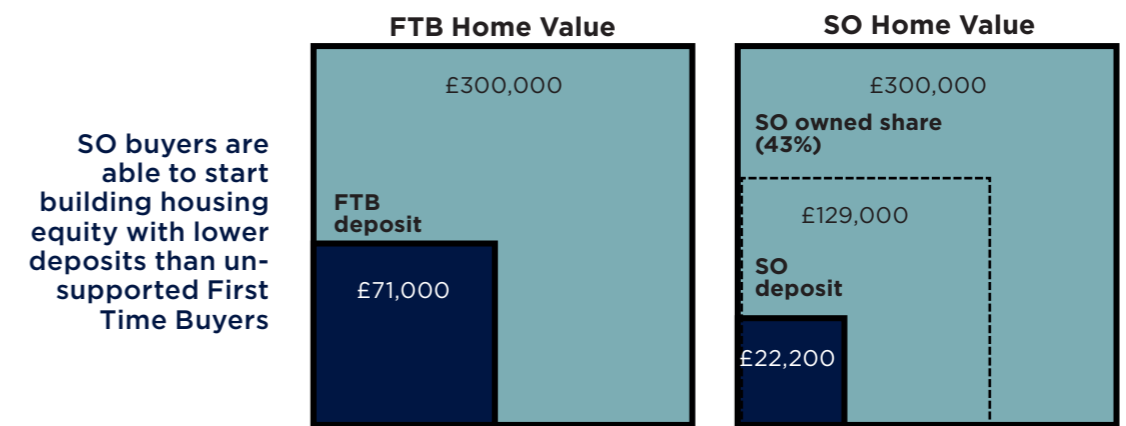 SO buyers are
able to start
building housing
equity with lower
deposits than un-
supported First
Time Buyers
FTB Home Value
£300,000
FTB
deposit
£71,000
SO Home Value
£300,000
SO owned share
(43%)
£129,000
SO
deposit
£22,200